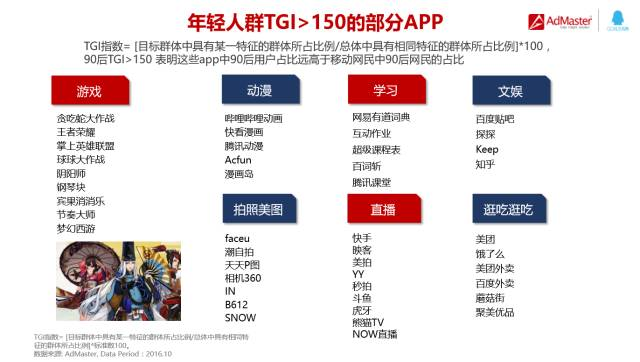 年轻人群TGI>150的部分APP
AdMaster
TGI指数= [目标群体中具有某一特征的群体所占比例/总体中具有相同特征的群体所占比例]*100，
90后TGI>150 表明这些app中90后用户占比远高于移动网民中90后网民的占比
游戏
贪吃蛇大作战
王者荣耀
掌上英雄联盟
球球大作战
阴阳师
钢琴块
宾果消消乐
节奏大师
梦幻西游
动漫
哔哩哔哩动画
快看漫画
腾讯动漫
Acfun
漫画岛
学习
网易有道词典
互动作业
超级课程表
百词斩
腾讯课堂
文娱
百度贴吧
探探
Keep
知乎
拍照美图
faceu
潮自拍
天天P图
相机360
IN
B612
SNOW
直播
快手
映客
美拍
YY
秒拍
斗鱼
虎牙
熊猫TV
NOW直播
逛吃逛吃
美团
饿了么
美团外卖
百度外卖
蘑菇街
聚美优品
TGI指数= [目标群体中具有某一特征的群体所占比例/总体中具有相同特
征的群体所占比例]*标准数100。
数据来源: AdMaster, Data Period：2016.10